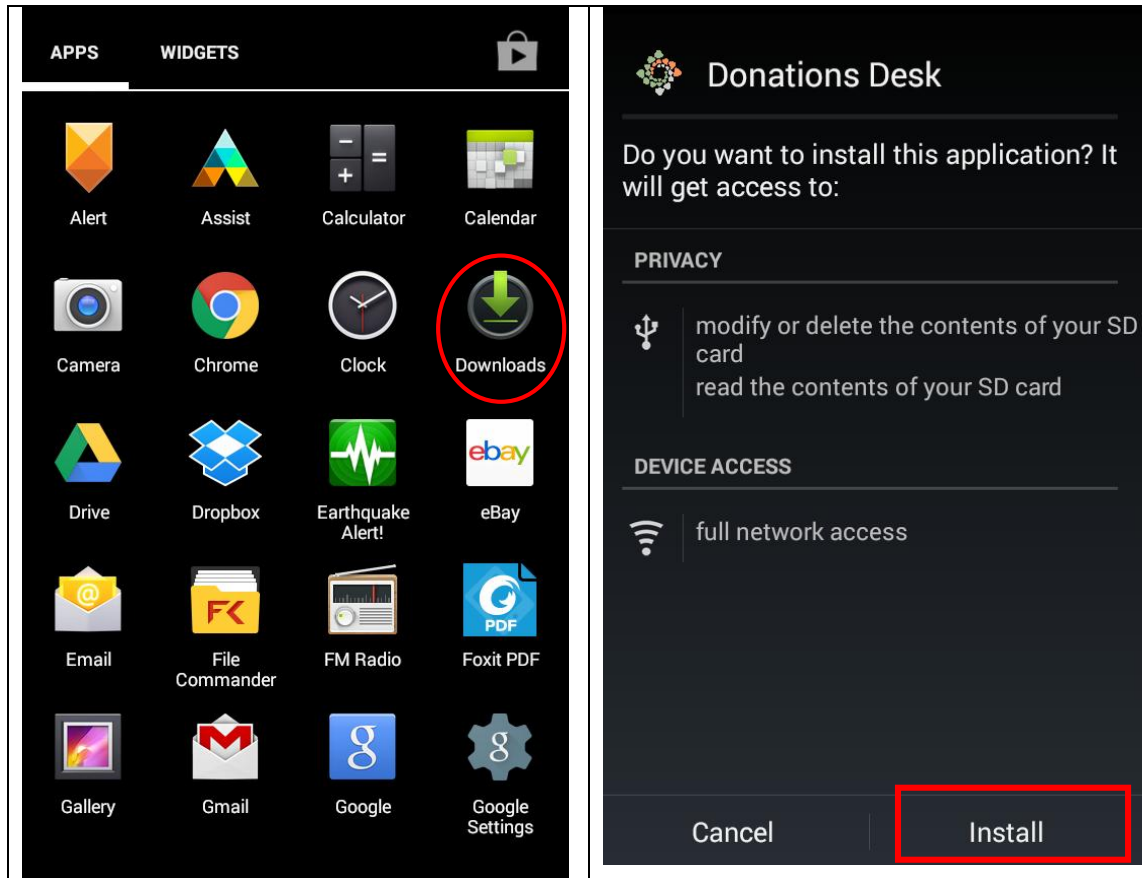 APPS WIDGETS
Alert Assist Calculator Calendar
Camera Chrome Clock Downloads
Drive Dropbox Earthquake Alert! eBay
ebay
Email File Commander FM Radio Foxit PDF
FK
PDF
Gallery Gmail Google Google Settings
g
g
Donations Desk
Do you want to install this application? It
will get access to:
PRIVACY
modify or delete the contents of your SD
card
read the contents of your SD card
DEVICE ACCESS
full network access
Cancel Install